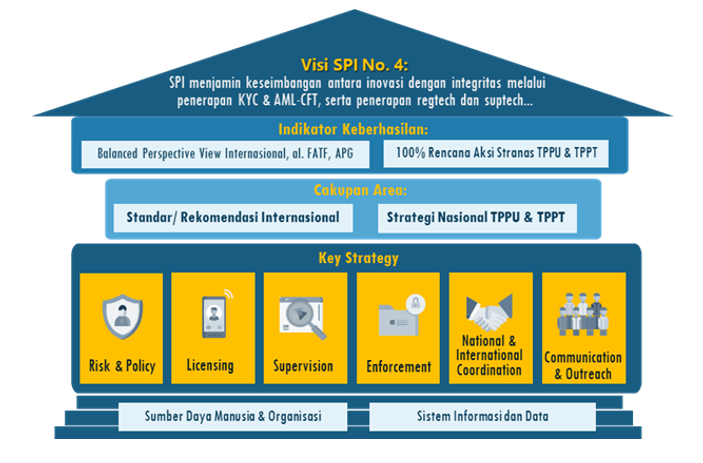 Visi SPI No. 4:
SPI menjamin keseimbangan antara inovasi dengan integritas melalui
penerapan KYC & AML-CFT, serta penerapan regtech dan suptech...
Indikator Keberhasilan:
Balanced Perspective View Internasional, al. FATF, APG
100% Rencana Aksi Stranas TPPU & TPPT
Cakupan Area:
Standar/ Rekomendasi Internasional
Strategi Nasional TPPU & TPPT
Key Strategy
Risk & Policy
Licensing
Supervision
Enforcement
National &
International
Coordination
Communication
& Outreach
Sumber Daya Manusia & Organisasi
Sistem Informasi dan Data